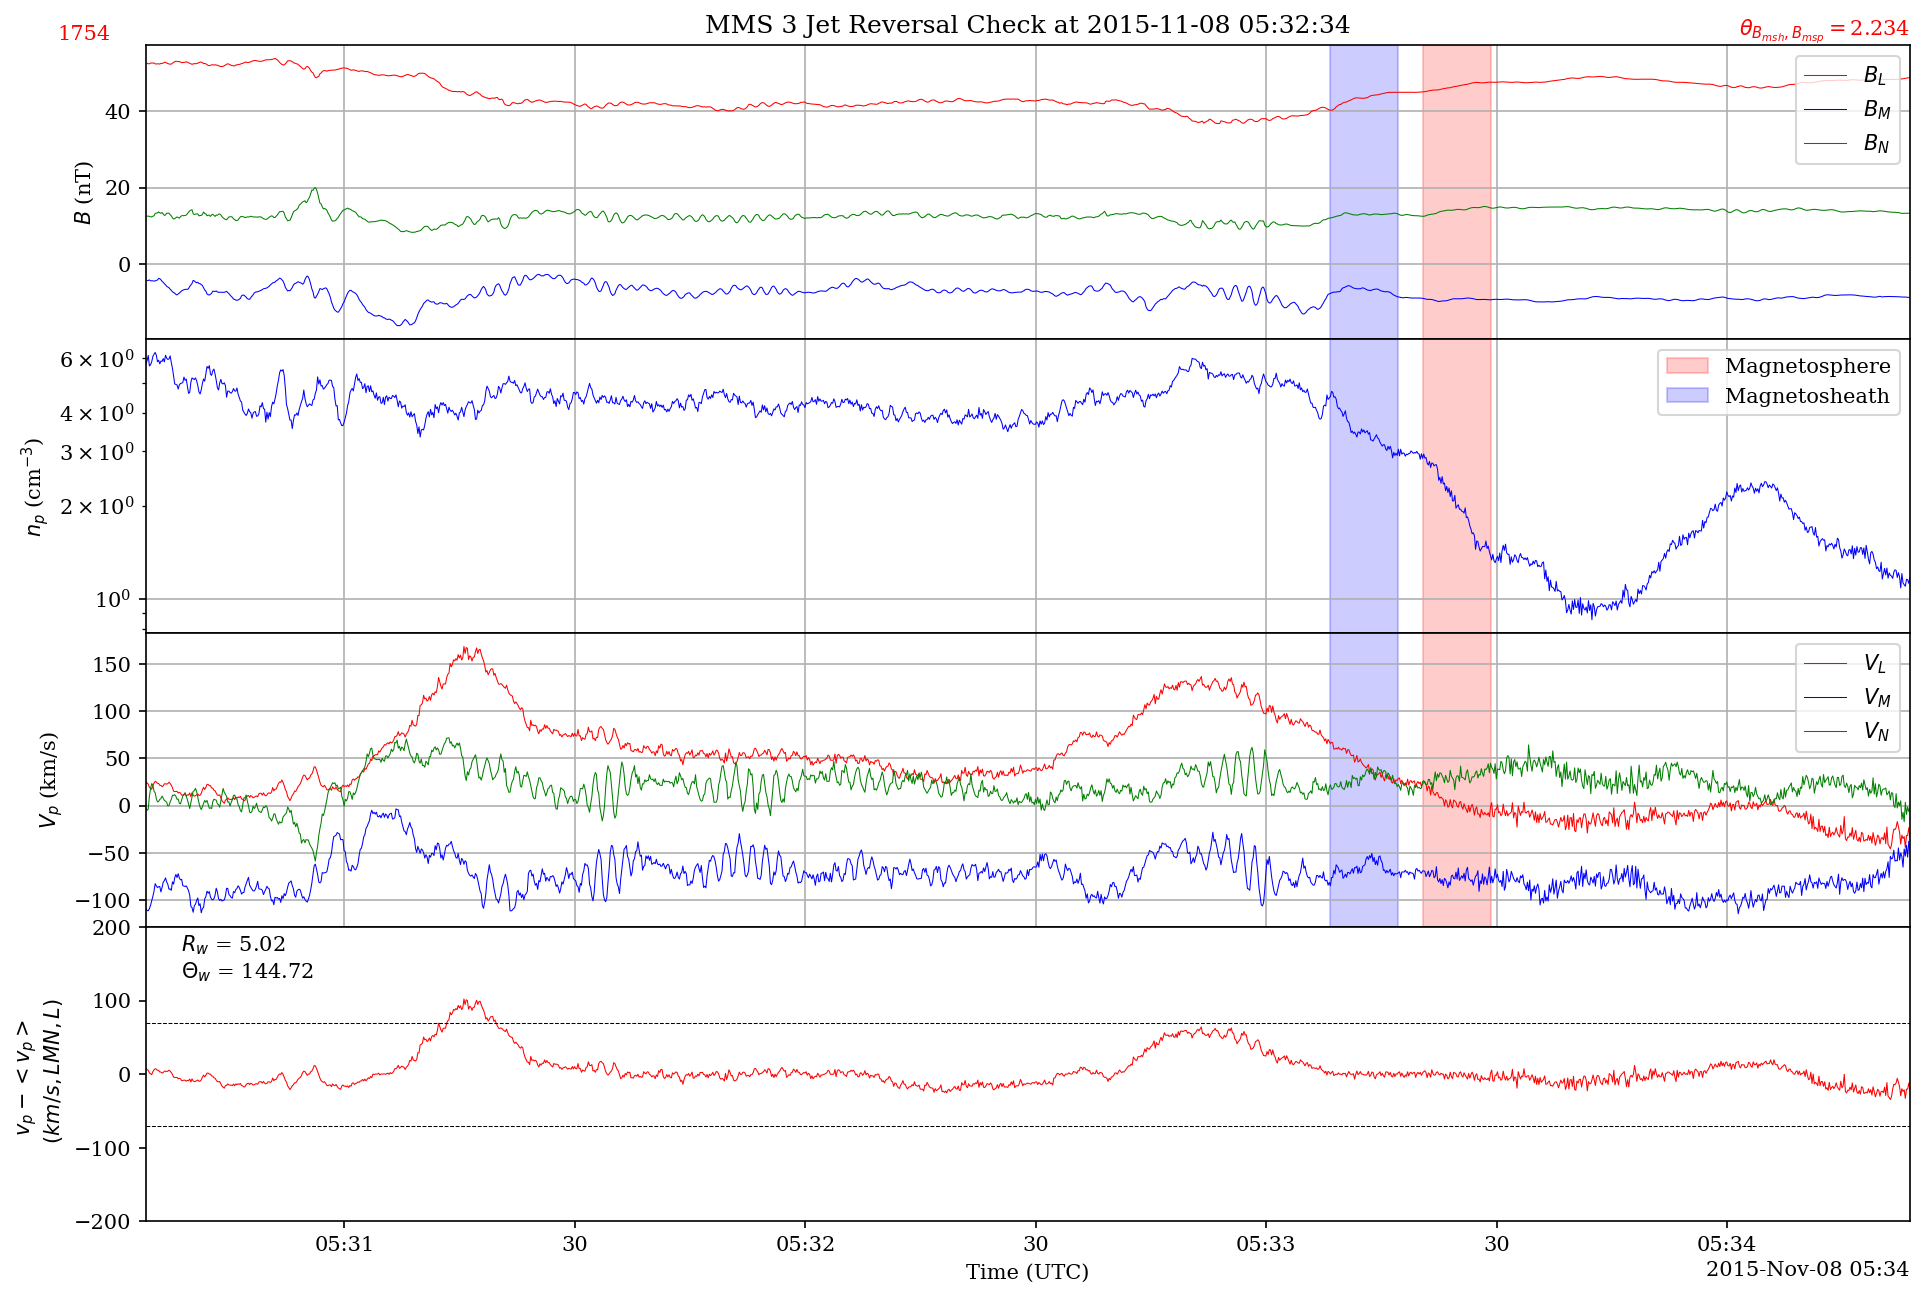 MMS 3 Jet Reversal Check at 2015-11-08 05:32:34
1754
θ_{B_{msh}, B_{msp}} = 2.234
B (nT)
40
20
0
B_L
B_M
B_N
n_p (cm^{−3})
6 × 10^0
4 × 10^0
3 × 10^0
2 × 10^0
10^0
Magnetosphere
Magnetosheath
V_p (km/s)
150
100
50
0
−50
−100
V_L
V_M
V_N
v_p − < v_p >
(km/s, LMN, L)
200
100
0
−100
−200
R_w = 5.02
Θ_w = 144.72
05:31
30
05:32
30
05:33
30
05:34
Time (UTC)
2015-Nov-08 05:34